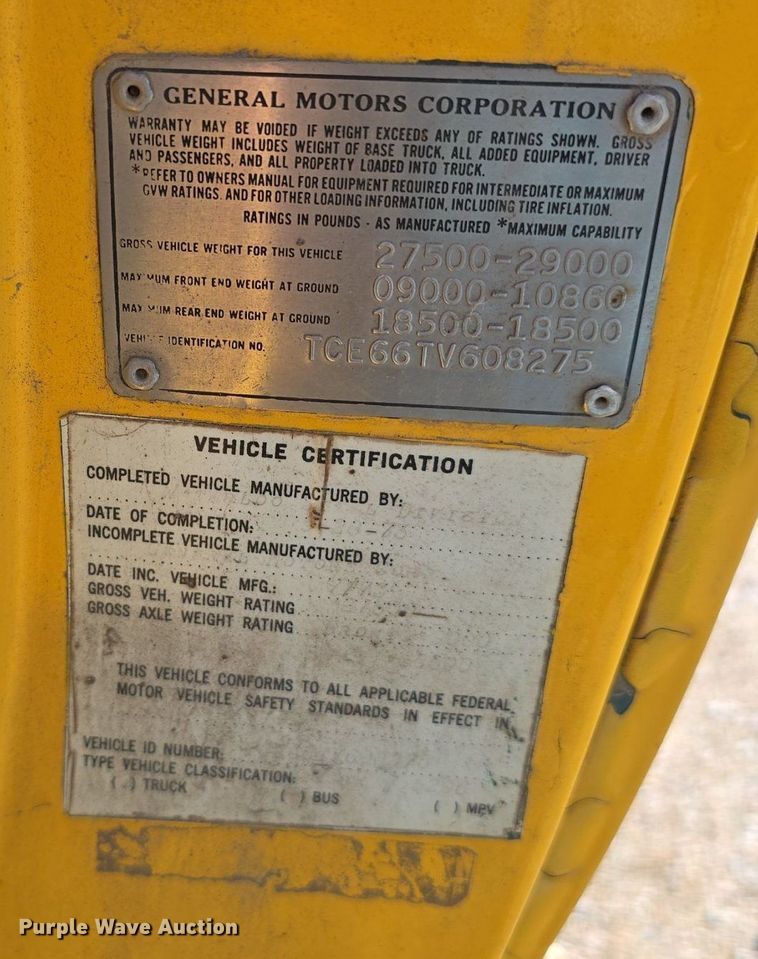 GENERAL MOTORS CORPORATION
WARRANTY MAY BE VOIDED IF WEIGHT EXCEEDS ANY OF RATINGS SHOWN. GROSS
VEHICLE WEIGHT INCLUDES WEIGHT OF BASE TRUCK, ALL ADDED EQUIPMENT, DRIVER
AND PASSENGERS, AND ALL PROPERTY LOADED INTO TRUCK.
*REFER TO OWNERS MANUAL FOR EQUIPMENT REQUIRED FOR INTERMEDIATE OR MAXIMUM
GVW RATINGS. AND FOR OTHER LOADING INFORMATION, INCLUDING TIRE INFLATION.
RATINGS IN POUNDS - AS MANUFACTURED *MAXIMUM CAPABILITY
GROSS VEHICLE WEIGHT FOR THIS VEHICLE 27500-29000
MAXIMUM FRONT END WEIGHT AT GROUND 09000-10860
MAXIMUM REAR END WEIGHT AT GROUND 18500-18500
VEHICLE IDENTIFICATION NO. TCE66TV608275
VEHICLE CERTIFICATION
COMPLETED VEHICLE MANUFACTURED BY:
DATE OF COMPLETION:
INCOMPLETE VEHICLE MANUFACTURED BY:
DATE INC. VEHICLE MFG.:
GROSS VEH. WEIGHT RATING
GROSS AXLE WEIGHT RATING
THIS VEHICLE CONFORMS TO ALL APPLICABLE FEDERAL
MOTOR VEHICLE SAFETY STANDARDS IN EFFECT IN
VEHICLE ID NUMBER:
TYPE VEHICLE CLASSIFICATION:
( ) TRUCK ( ) BUS ( ) MPV
Purple Wave Auction